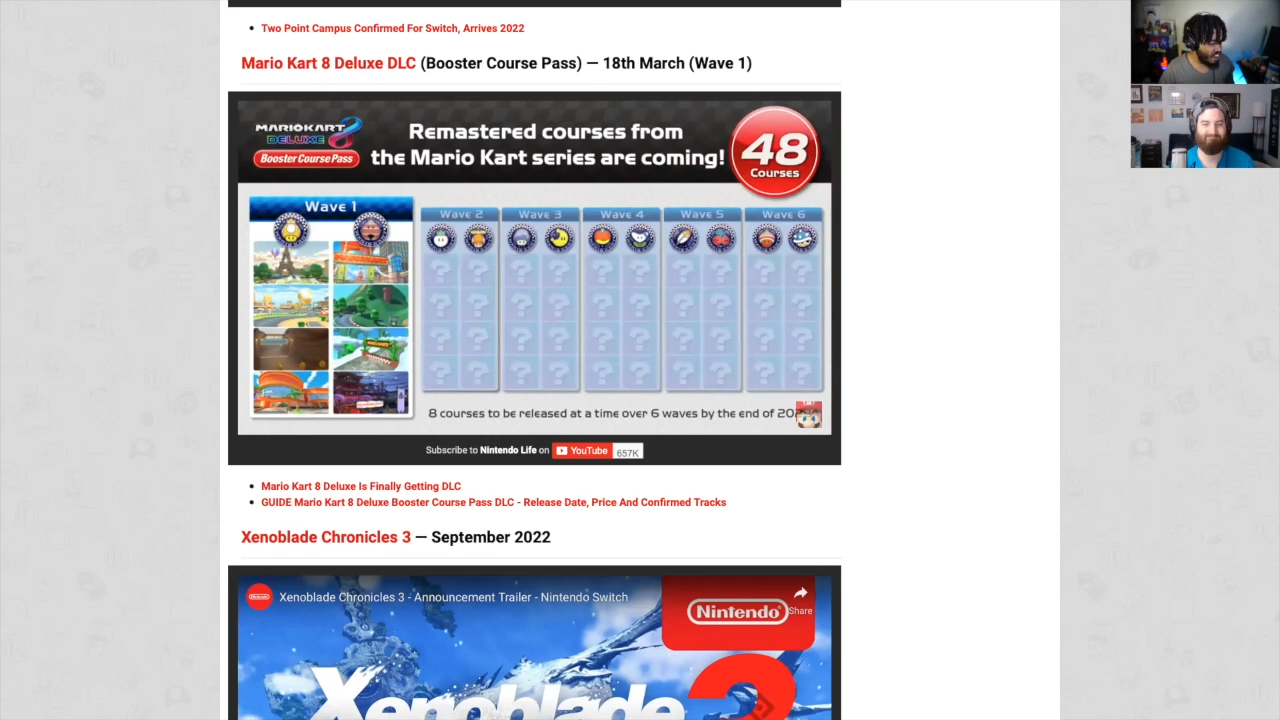 Two Point Campus Confirmed For Switch, Arrives 2022
Mario Kart 8 Deluxe DLC (Booster Course Pass) — 18th March (Wave 1)
MARIOKART 8
DELUXE
Booster Course Pass
Remastered courses from
the Mario Kart series are coming!
48
Courses
Wave 1
Wave 2
Wave 3
Wave 4
Wave 5
Wave 6
? ? ? ? ? ? ? ? ? ?
? ? ? ? ? ? ? ? ? ?
? ? ? ? ? ? ? ? ? ?
? ? ? ? ? ? ? ? ? ?
8 courses to be released at a time over 6 waves by the end of 20
Subscribe to Nintendo Life on YouTube 657K
Mario Kart 8 Deluxe Is Finally Getting DLC
GUIDE Mario Kart 8 Deluxe Booster Course Pass DLC - Release Date, Price And Confirmed Tracks
Xenoblade Chronicles 3 — September 2022
Nintendo
Xenoblade Chronicles 3 - Announcement Trailer - Nintendo Switch
Nintendo
Share
Xenoblade 3